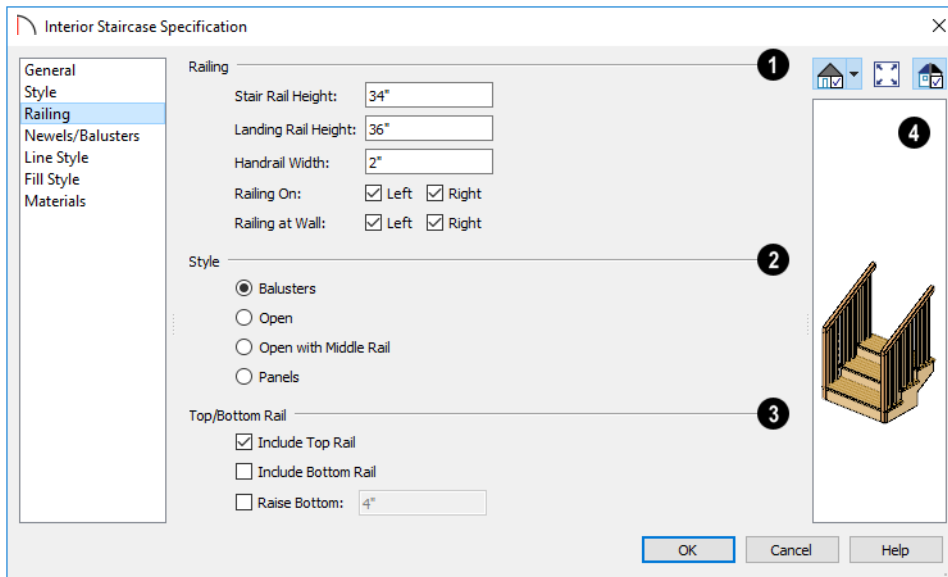 Interior Staircase Specification
General
Style
Railing
Newels/Balusters
Line Style
Fill Style
Materials
Railing
1
Stair Rail Height: 34"
Landing Rail Height: 36"
Handrail Width: 2"
Railing On: Left Right
Railing at Wall: Left Right
Style
2
Balusters
Open
Open with Middle Rail
Panels
Top/Bottom Rail
3
Include Top Rail
Include Bottom Rail
Raise Bottom: 4"
4
OK Cancel Help